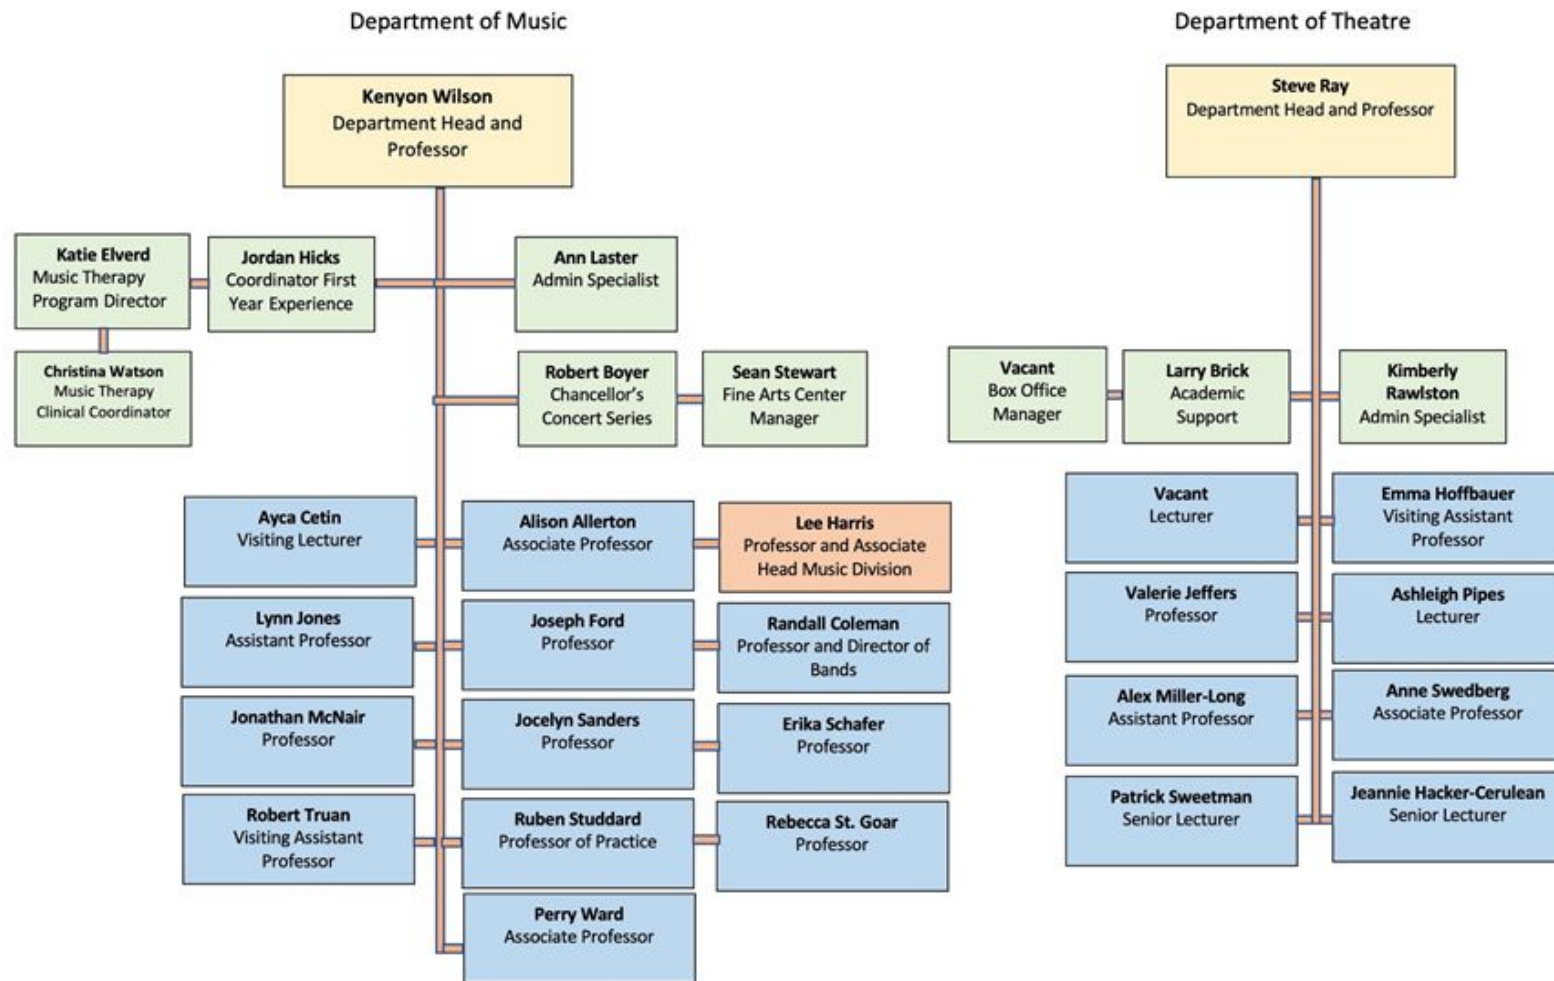 Department of Music
Department of Theatre
Kenyon Wilson
Department Head and
Professor
Steve Ray
Department Head and Professor
Katie Elverd
Music Therapy
Program Director
Jordan Hicks
Coordinator First
Year Experience
Ann Laster
Admin Specialist
Christina Watson
Music Therapy
Clinical Coordinator
Robert Boyer
Chancellor's
Concert Series
Sean Stewart
Fine Arts Center
Manager
Vacant
Box Office
Manager
Larry Brick
Academic
Support
Kimberly
Rawlston
Admin Specialist
Ayca Cetin
Visiting Lecturer
Alison Allerton
Associate Professor
Lee Harris
Professor and Associate
Head Music Division
Vacant
Lecturer
Emma Hoffbauer
Visiting Assistant
Professor
Lynn Jones
Assistant Professor
Joseph Ford
Professor
Randall Coleman
Professor and Director of
Bands
Valerie Jeffers
Professor
Ashleigh Pipes
Lecturer
Jonathan McNair
Professor
Jocelyn Sanders
Professor
Erika Schafer
Professor
Alex Miller-Long
Assistant Professor
Anne Swedberg
Associate Professor
Robert Truan
Visiting Assistant
Professor
Ruben Studdard
Professor of Practice
Rebecca St. Goar
Professor
Patrick Sweetman
Senior Lecturer
Jeannie Hacker-Cerulean
Senior Lecturer
Perry Ward
Associate Professor